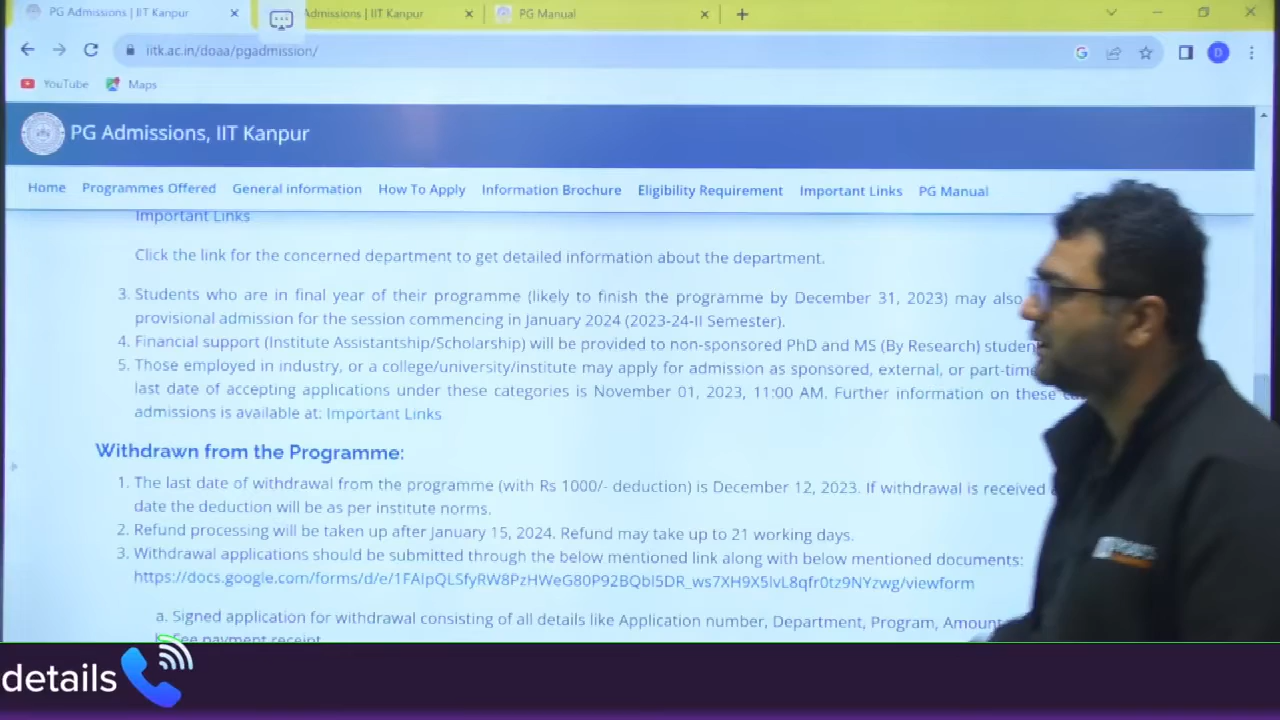 PG Admissions | IIT Kanpur
Admissions | IIT Kanpur
PG Manual
iitk.ac.in/doaa/pgadmission/
G
D
YouTube
Maps
PG Admissions, IIT Kanpur
Home Programmes Offered General information How To Apply Information Brochure Eligibility Requirement Important Links PG Manual
Important Links
Click the link for the concerned department to get detailed information about the department.
3. Students who are in final year of their programme (likely to finish the programme by December 31, 2023) may also
provisional admission for the session commencing in January 2024 (2023-24-II Semester).
4. Financial support (Institute Assistantship/Scholarship) will be provided to non-sponsored PhD and MS (By Research)
5. Those employed in industry, or a college/university/institute may apply for admission as sponsored, external, or
last date of accepting applications under these categories is November 01, 2023, 11:00 AM. Further information on these
admissions is available at: Important Links
Withdrawn from the Programme:
1. The last date of withdrawal from the programme (with Rs 1000/- deduction) is December 12, 2023. If withdrawal is received
date the deduction will be as per institute norms.
2. Refund processing will be taken up after January 15, 2024. Refund may take up to 21 working days.
3. Withdrawal applications should be submitted through the below mentioned link along with below mentioned documents:
https://docs.google.com/forms/d/e/1FAIpQLSfyRW8PzHWeG80P92BQbI5DR_ws7XH9X5lvL8qfr0tz9NYzwg/viewform
a. Signed application for withdrawal consisting of all details like Application number, Department, Program, Amount
payment receipt
details